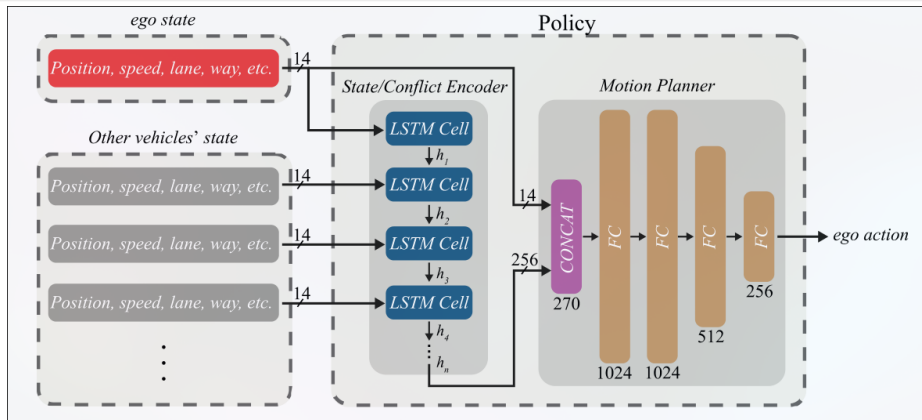 ego state
Position, speed, lane, way, etc.
14
Other vehicles' state
Position, speed, lane, way, etc.
14
Position, speed, lane, way, etc.
14
Position, speed, lane, way, etc.
14
Policy
State/Conflict Encoder
LSTM Cell
h1
LSTM Cell
h2
LSTM Cell
h3
LSTM Cell
h4
hn
14
256
Motion Planner
CONCAT
270
FC
1024
FC
1024
FC
512
FC
256
ego action